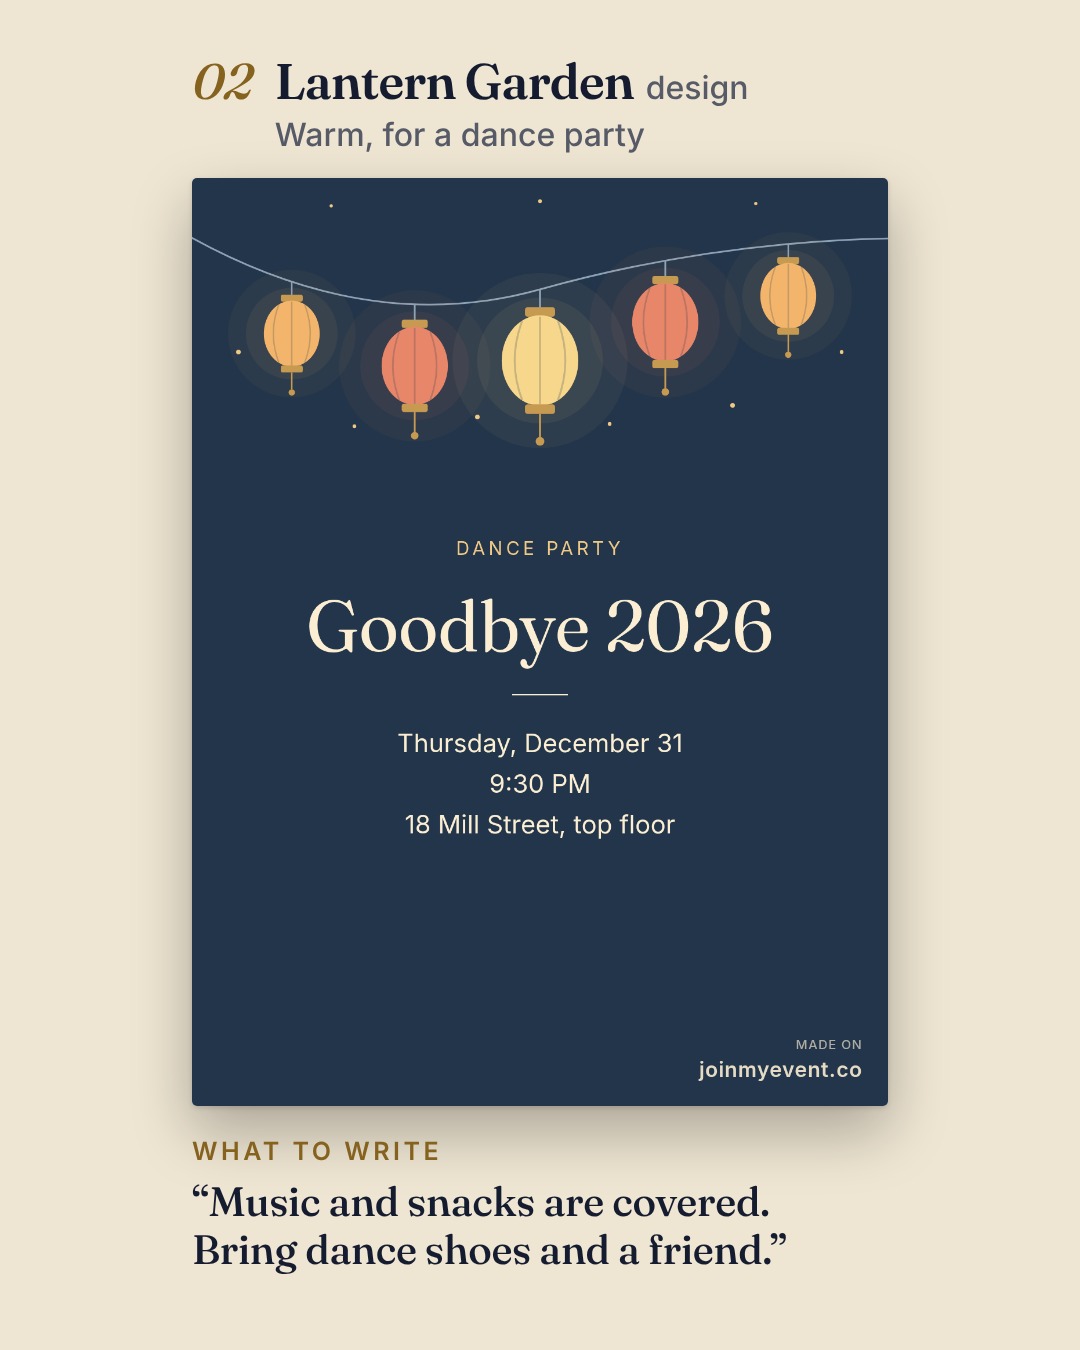 02 Lantern Garden design
Warm, for a dance party
DANCE PARTY
Goodbye 2026
Thursday, December 31
9:30 PM
18 Mill Street, top floor
MADE ON
joinmyevent.co
WHAT TO WRITE
“Music and snacks are covered.
Bring dance shoes and a friend.”